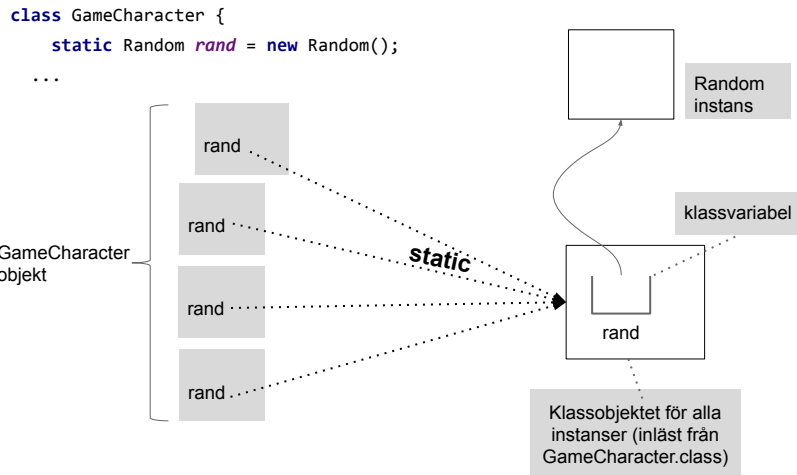 class GameCharacter {
static Random rand = new Random();
...
Random
instans
rand
rand
klassvariabel
GameCharacter
objekt
static
rand
rand
rand
Klassobjektet för alla
instanser (inläst från
GameCharacter.class)